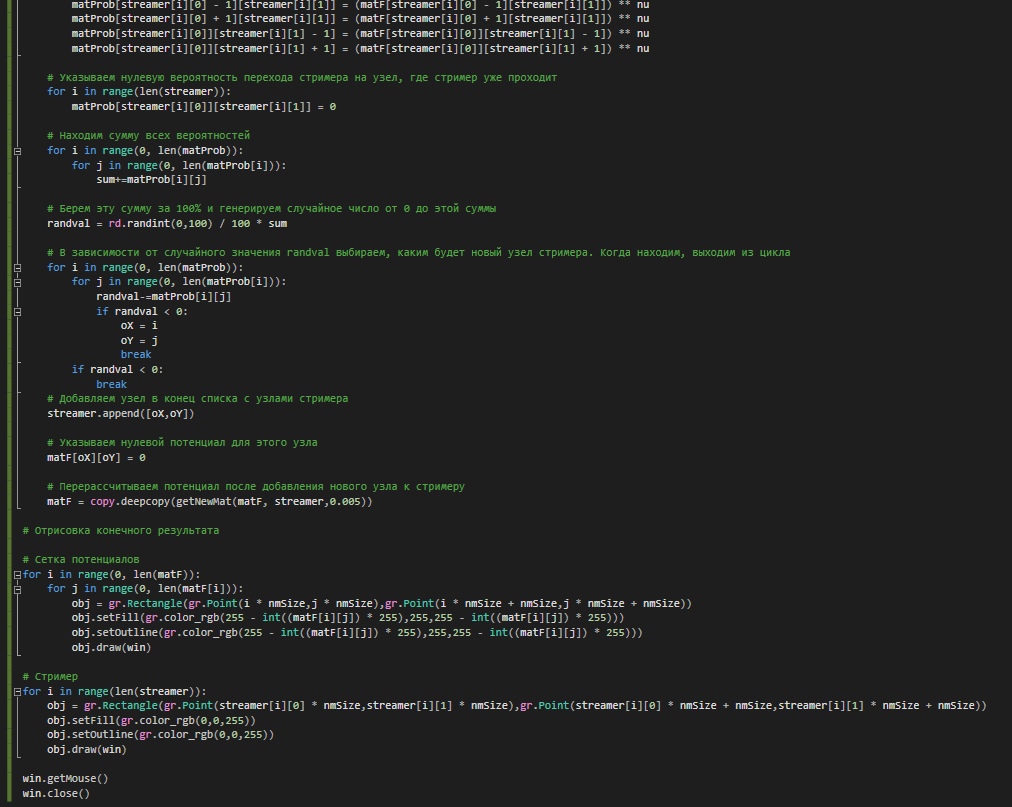 matProb[streamer[i][0] - 1][streamer[i][1]] = (matF[streamer[i][0] - 1][streamer[i][1]]) ** nu
matProb[streamer[i][0] + 1][streamer[i][1]] = (matF[streamer[i][0] + 1][streamer[i][1]]) ** nu
matProb[streamer[i][0]][streamer[i][1] - 1] = (matF[streamer[i][0]][streamer[i][1] - 1]) ** nu
matProb[streamer[i][0]][streamer[i][1] + 1] = (matF[streamer[i][0]][streamer[i][1] + 1]) ** nu
# Указываем нулевую вероятность перехода стримера на узел, где стример уже проходит
for i in range(len(streamer)):
matProb[streamer[i][0]][streamer[i][1]] = 0
# Находим сумму всех вероятностей
for i in range(0, len(matProb)):
for j in range(0, len(matProb[i])):
sum+=matProb[i][j]
# Берем эту сумму за 100% и генерируем случайное число от 0 до этой суммы
randval = rd.randint(0,100) / 100 * sum
# В зависимости от случайного значения randval выбираем, каким будет новый узел стримера. Когда находим, выходим из цикла
for i in range(0, len(matProb)):
for j in range(0, len(matProb[i])):
randval-=matProb[i][j]
if randval < 0:
oX = i
oY = j
break
if randval < 0:
break
# Добавляем узел в конец списка с узлами стримера
streamer.append([oX,oY])
# Указываем нулевой потенциал для этого узла
matF[oX][oY] = 0
# Перерассчитываем потенциал после добавления нового узла к стримеру
matF = copy.deepcopy(getNewMat(matF, streamer,0.005))
# Отрисовка конечного результата
# Сетка потенциалов
for i in range(0, len(matF)):
for j in range(0, len(matF[i])):
obj = gr.Rectangle(gr.Point(i * nmSize,j * nmSize),gr.Point(i * nmSize + nmSize,j * nmSize + nmSize))
obj.setFill(gr.color_rgb(255 - int((matF[i][j]) * 255),255,255 - int((matF[i][j]) * 255)))
obj.setOutline(gr.color_rgb(255 - int((matF[i][j]) * 255),255,255 - int((matF[i][j]) * 255)))
obj.draw(win)
# Стример
for i in range(len(streamer)):
obj = gr.Rectangle(gr.Point(streamer[i][0] * nmSize,streamer[i][1] * nmSize),gr.Point(streamer[i][0] * nmSize + nmSize,streamer[i][1] * nmSize + nmSize))
obj.setFill(gr.color_rgb(0,0,255))
obj.setOutline(gr.color_rgb(0,0,255))
obj.draw(win)
win.getMouse()
win.close()